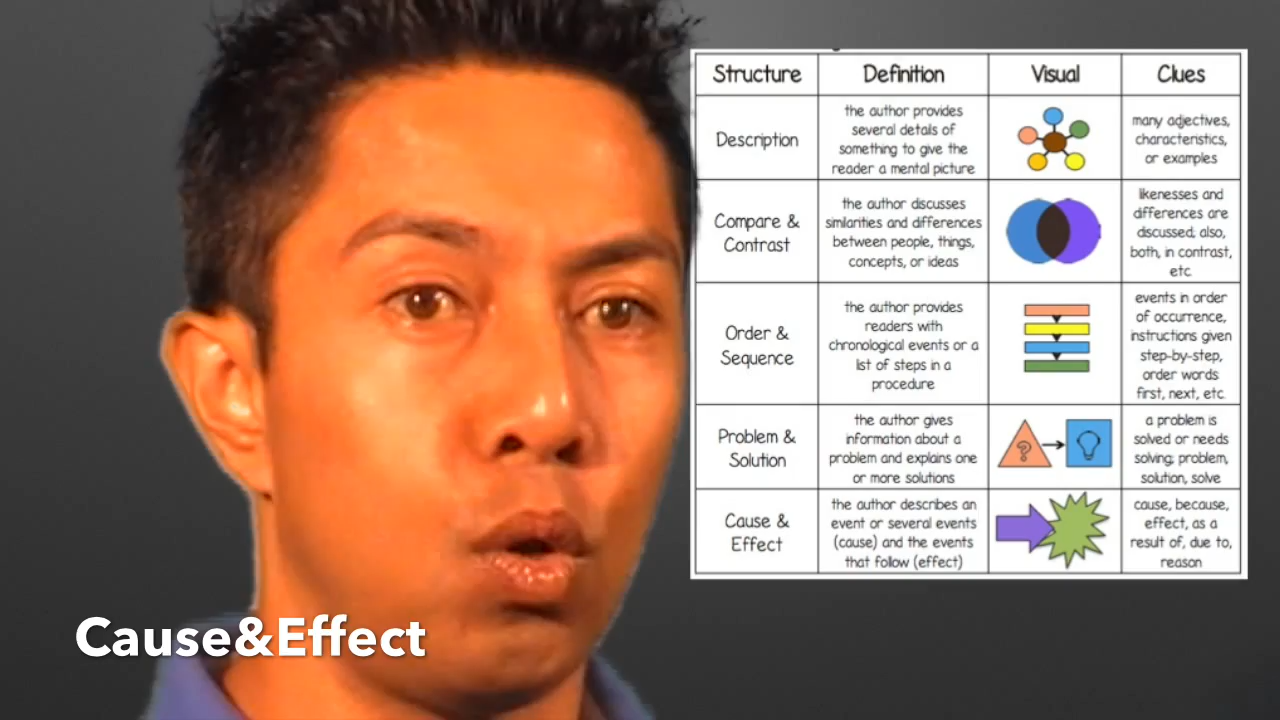 Structure
Definition
Visual
Clues
Description
the author provides
several detals of
something to give the
reader a mental picture
many adjectives,
characteristics,
or examples
Compare &
Contrast
the author discusses
similarities and differences
between people, things,
concepts, or ideas
likenesses and
differences are
discussed; also,
both, in contrast,
etc.
Order &
Sequence
the author provides
readers with
chronological events or a
list of steps in a
procedure
events in order
of occurrence,
instructions given
step-by-step,
order words
first, next, etc.
Problem &
Solution
the author gives
information about a
problem and explains one
or more solutions
?
a problem is
solved or needs
solving; problem,
solution, solve
Cause &
Effect
the author describes an
event or several events
(cause) and the events
that follow (effect)
cause, because,
effect, as a
result of, due to,
reason
Cause&Effect